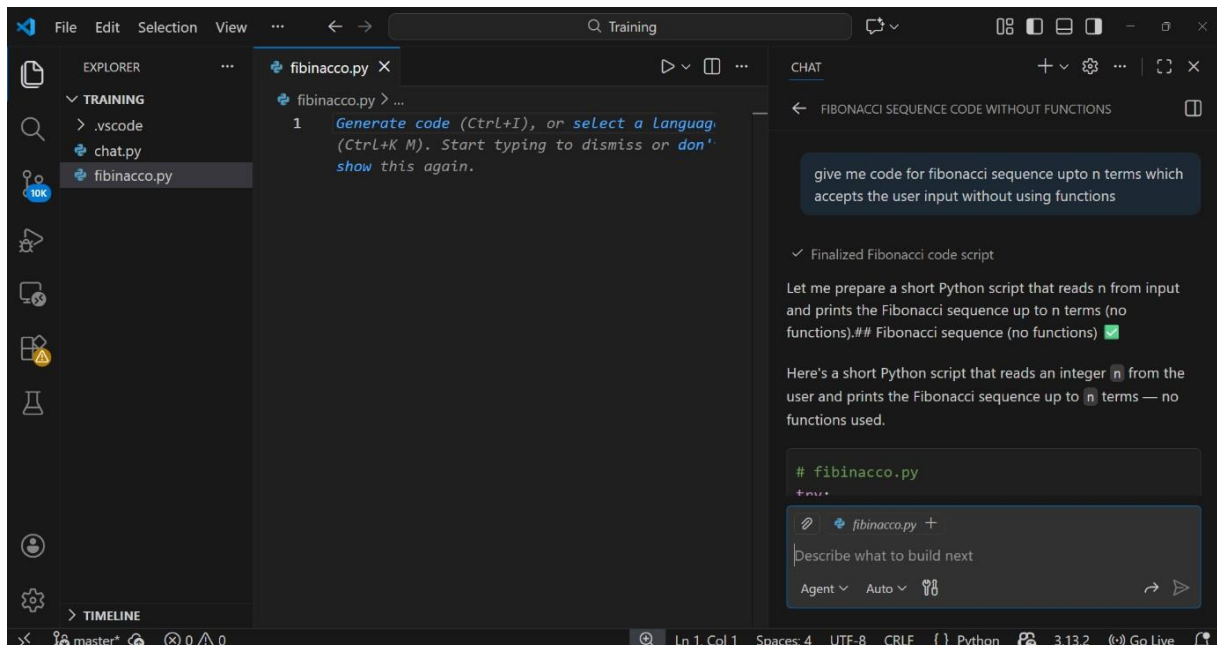 File Edit Selection View ... Training
EXPLORER ...
TRAINING
.vscode
chat.py
fibinacco.py
10K
TIMELINE
fibinacco.py
fibinacco.py > ...
1 Generate code (Ctrl+I), or select a languag
(Ctrl+K M). Start typing to dismiss or don'
show this again.
CHAT
FIBONACCI SEQUENCE CODE WITHOUT FUNCTIONS
give me code for fibonacci sequence upto n terms which
accepts the user input without using functions
Finalized Fibonacci code script
Let me prepare a short Python script that reads n from input
and prints the Fibonacci sequence up to n terms (no
functions).## Fibonacci sequence (no functions) ✅
Here's a short Python script that reads an integer n from the
user and prints the Fibonacci sequence up to n terms — no
functions used.
# fibinacco.py
try:
fibinacco.py +
Describe what to build next
Agent Auto
master* 0 0 Ln 1, Col 1 Spaces: 4 UTF-8 CRLF {} Python 3.13.2 Go Live